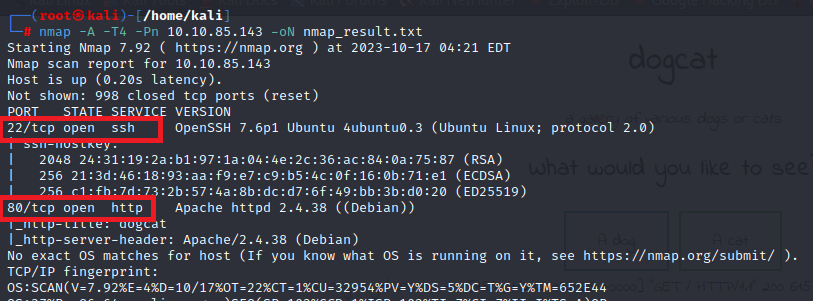 (root㉿kali)-[/home/kali]
# nmap -A -T4 -Pn 10.10.85.143 -oN nmap_result.txt
Starting Nmap 7.92 ( https://nmap.org ) at 2023-10-17 04:21 EDT
Nmap scan report for 10.10.85.143
Host is up (0.20s latency).
Not shown: 998 closed tcp ports (reset)
PORT STATE SERVICE VERSION
22/tcp open ssh OpenSSH 7.6p1 Ubuntu 4ubuntu0.3 (Ubuntu Linux; protocol 2.0)
| ssh-hostkey:
| 2048 24:31:19:2a:b1:97:1a:04:4e:2c:36:ac:84:0a:75:87 (RSA)
| 256 21:3d:46:18:93:aa:f9:e7:c9:b5:4c:0f:16:0b:71:e1 (ECDSA)
| 256 c1:fb:7d:73:2b:57:4a:8b:dc:d7:6f:49:bb:3b:d0:20 (ED25519)
80/tcp open http Apache httpd 2.4.38 ((Debian))
|_http-title: dogcat
|_http-server-header: Apache/2.4.38 (Debian)
No exact OS matches for host (If you know what OS is running on it, see https://nmap.org/submit/ ).
TCP/IP fingerprint:
OS:SCAN(V=7.92%E=4%D=10/17%OT=22%CT=1%CU=32954%PV=Y%DS=5%DC=T%G=Y%TM=652E44
dogcat
a gallery of various dogs or cats
what would you like to see?
A dog
A cat